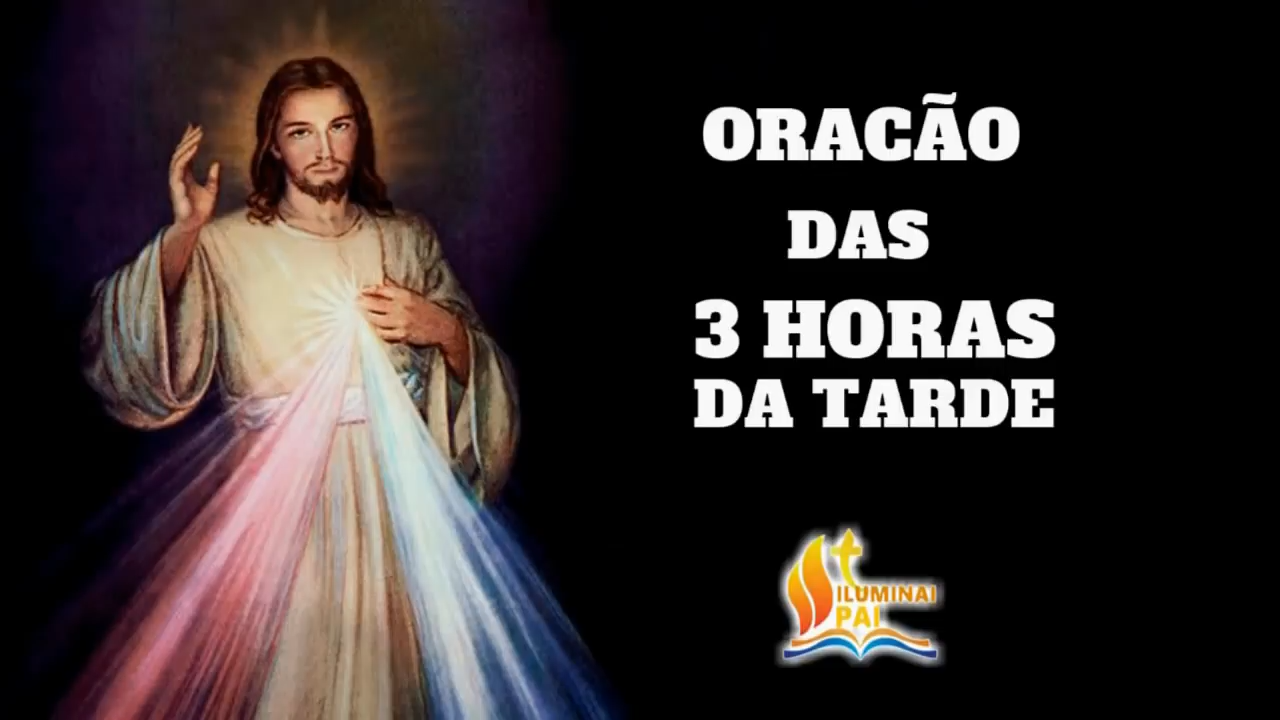 ORACÃO
DAS
3 HORAS
DA TARDE
ILUMINAI
PAI